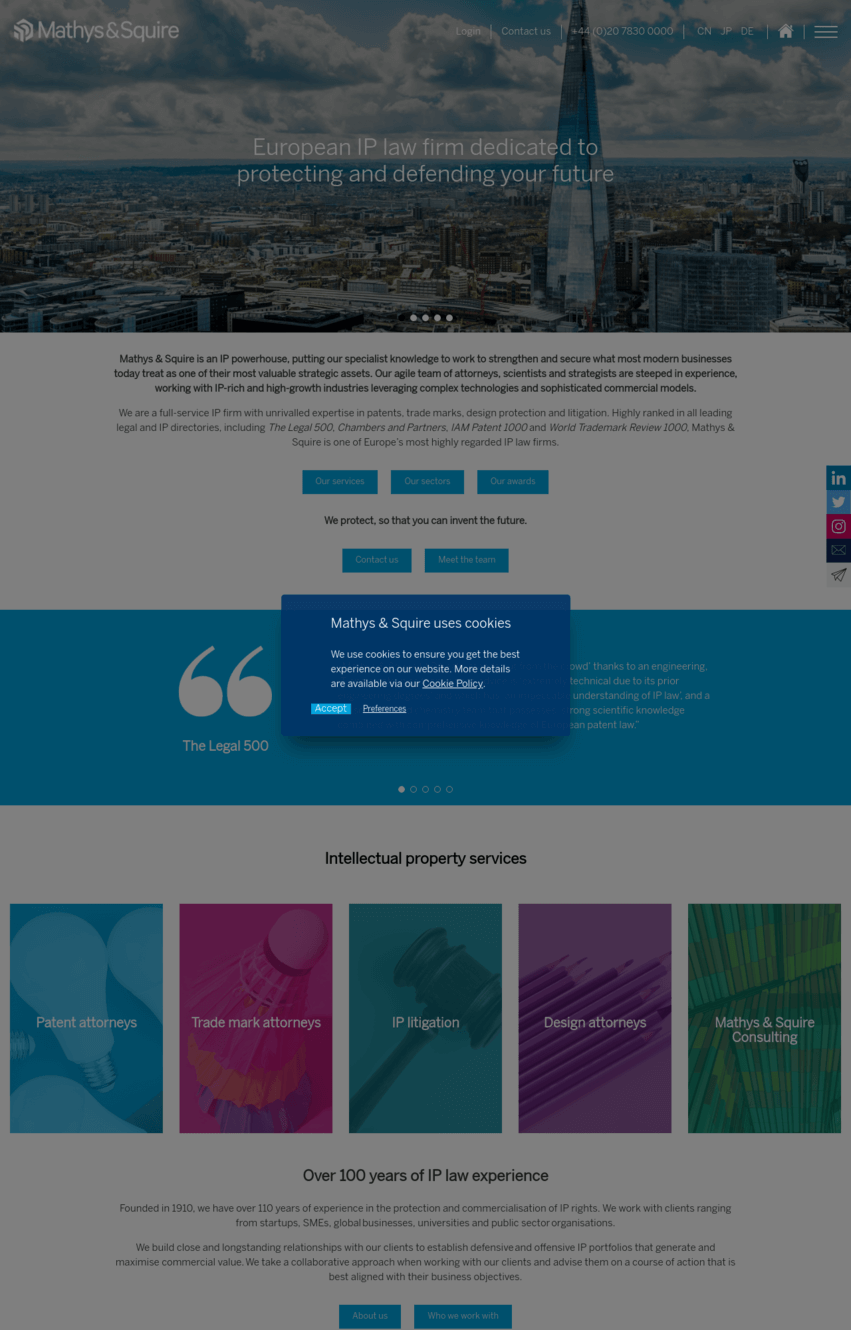 Mathys & Squire
Login
Contact us
+44 (0)20 7830 0000
CN JP DE
European IP law firm dedicated to
protecting and defending your future
Mathys & Squire is an IP powerhouse, putting our specialist knowledge to work to strengthen and secure what most modern businesses
today treat as one of their most valuable strategic assets. Our agile team of attorneys, scientists and strategists are steeped in experience,
working with IP-rich and high-growth industries leveraging complex technologies and sophisticated commercial models.
We are a full-service IP firm with unrivalled expertise in patents, trade marks, design protection and litigation. Highly ranked in all leading
legal and IP directories, including The Legal 500, Chambers and Partners, IAM Patent 1000 and World Trademark Review 1000, Mathys &
Squire is one of Europe's most highly regarded IP law firms.
Our services
Our sectors
Our awards
We protect, so that you can invent the future.
Contact us
Meet the team
Mathys & Squire uses cookies
We use cookies to ensure you get the best
experience on our website. More details
are available via our Cookie Policy.
Accept
Preferences
The Legal 500
thanks to an engineering,
technical due to its prior
understanding of IP law', and a
strong scientific knowledge
patent law."
Intellectual property services
Patent attorneys
Trade mark attorneys
IP litigation
Design attorneys
Mathys & Squire
Consulting
Over 100 years of IP law experience
Founded in 1910, we have over 110 years of experience in the protection and commercialisation of IP rights. We work with clients ranging
from startups, SMEs, global businesses, universities and public sector organisations.
We build close and longstanding relationships with our clients to establish defensive and offensive IP portfolios that generate and
maximise commercial value. We take a collaborative approach when working with our clients and advise them on a course of action that is
best aligned with their business objectives.
About us
Who we work with